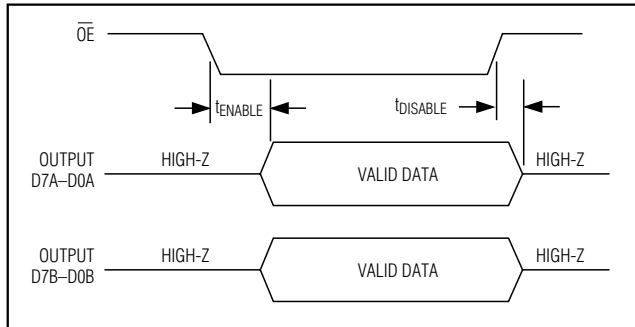 OE
tENABLE
tDISABLE
OUTPUT
D7A–D0A
HIGH-Z
VALID DATA
HIGH-Z
OUTPUT
D7B–D0B
HIGH-Z
VALID DATA
HIGH-Z